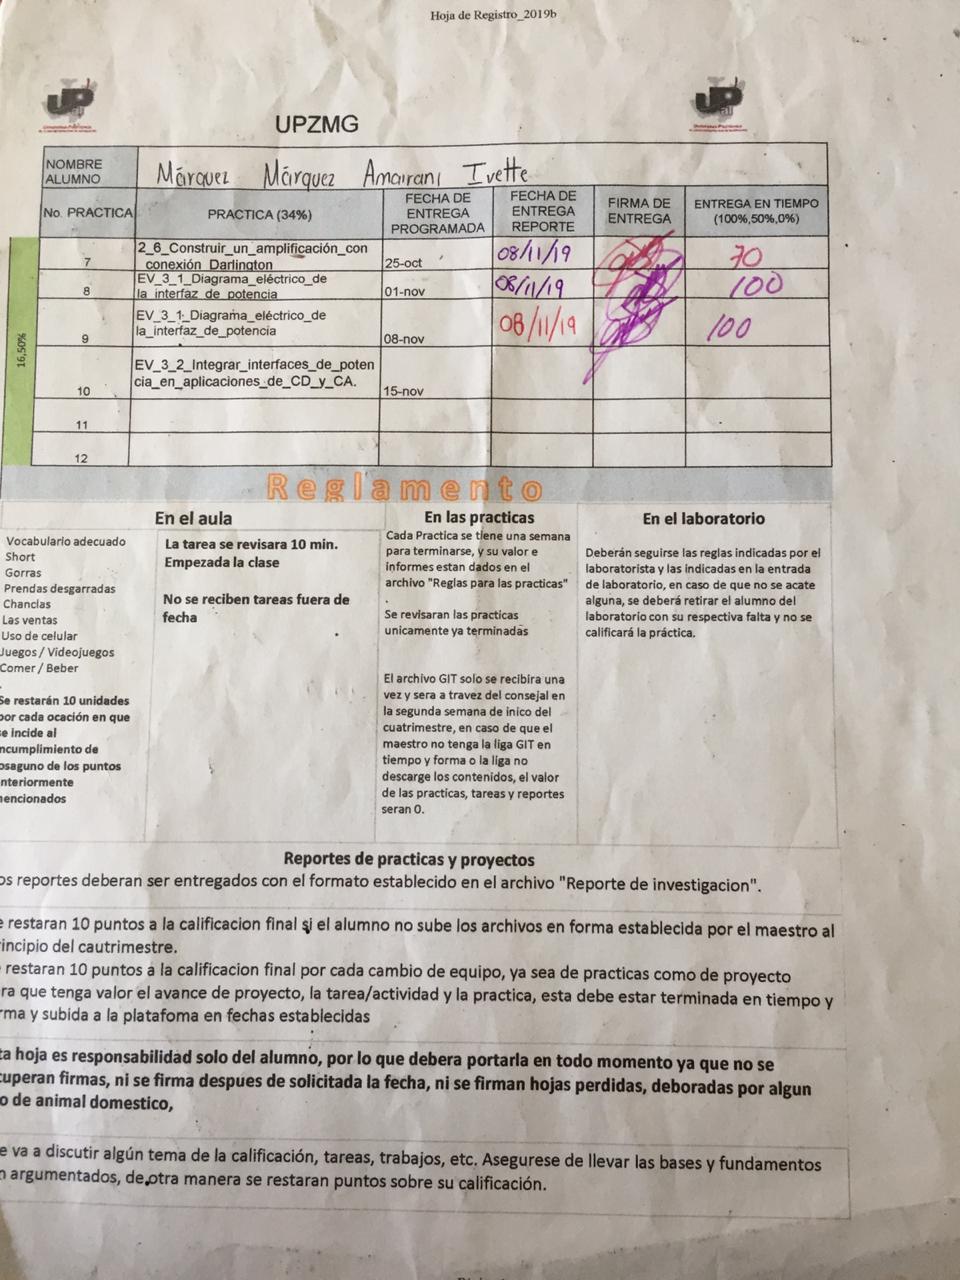 Hoja de Registro_2019b
UP
UP
UPZMG
NOMBRE
ALUMNO
Márquez Márquez Amairani Ivette
No. PRACTICA
PRACTICA (34%)
FECHA DE
ENTREGA
PROGRAMADA
FECHA DE
ENTREGA
REPORTE
FIRMA DE
ENTREGA
ENTREGA EN TIEMPO
(100%,50%,0%)
16,50%
7
2_6_Construir_un_amplificación_con
_conexión_Darlington
25-oct
08/11/19
70
8
EV_3_1_Diagrama_eléctrico_de
la_interfaz_de_potencia
01-nov
08/11/19
100
9
EV_3_1_Diagrama_eléctrico_de
la_interfaz_de_potencia
08-nov
08/11/19
100
10
EV_3_2_Integrar_interfaces_de_poten
cia_en_aplicaciones_de_CD_y_CA.
15-nov
11
12
Reglamento
En el aula
Vocabulario adecuado
Short
Gorras
Prendas desgarradas
Chanclas
Las ventas
Uso de celular
Juegos / Videojuegos
Comer / Beber
.
Se restarán 10 unidades
por cada ocación en que
se incide al
ncumplimiento de
osaguno de los puntos
nteriormente
mencionados
La tarea se revisara 10 min.
Empezada la clase
No se reciben tareas fuera de
fecha
En las practicas
Cada Practica se tiene una semana
para terminarse, y su valor e
informes estan dados en el
archivo "Reglas para las practicas"
.
Se revisaran las practicas
unicamente ya terminadas
El archivo GIT solo se recibira una
vez y sera a travez del consejal en
la segunda semana de inico del
cuatrimestre, en caso de que el
maestro no tenga la liga GIT en
tiempo y forma o la liga no
descargue los contenidos, el valor
de las practicas, tareas y reportes
seran 0.
En el laboratorio
Deberán seguirse las reglas indicadas por el
laboratorista y las indicadas en la entrada
de laboratorio, en caso de que no se acate
alguna, se deberá retirar el alumno del
laboratorio con su respectiva falta y no se
calificará la práctica.
Reportes de practicas y proyectos
os reportes deberan ser entregados con el formato establecido en el archivo "Reporte de investigacion".
e restaran 10 puntos a la calificacion final si el alumno no sube los archivos en forma establecida por el maestro al
rincipio del cautrimestre.
restaran 10 puntos a la calificacion final por cada cambio de equipo, ya sea de practicas como de proyecto
ra que tenga valor el avance de proyecto, la tarea/actividad y la practica, esta debe estar terminada en tiempo y
rma y subida a la platafoma en fechas establecidas
ta hoja es responsabilidad solo del alumno, por lo que debera portarla en todo momento ya que no se
cuperan firmas, ni se firma despues de solicitada la fecha, ni se firman hojas perdidas, deboradas por algun
o de animal domestico,
e va a discutir algún tema de la calificación, tareas, trabajos, etc. Asegurese de llevar las bases y fundamentos
n argumentados, de otra manera se restaran puntos sobre su calificación.